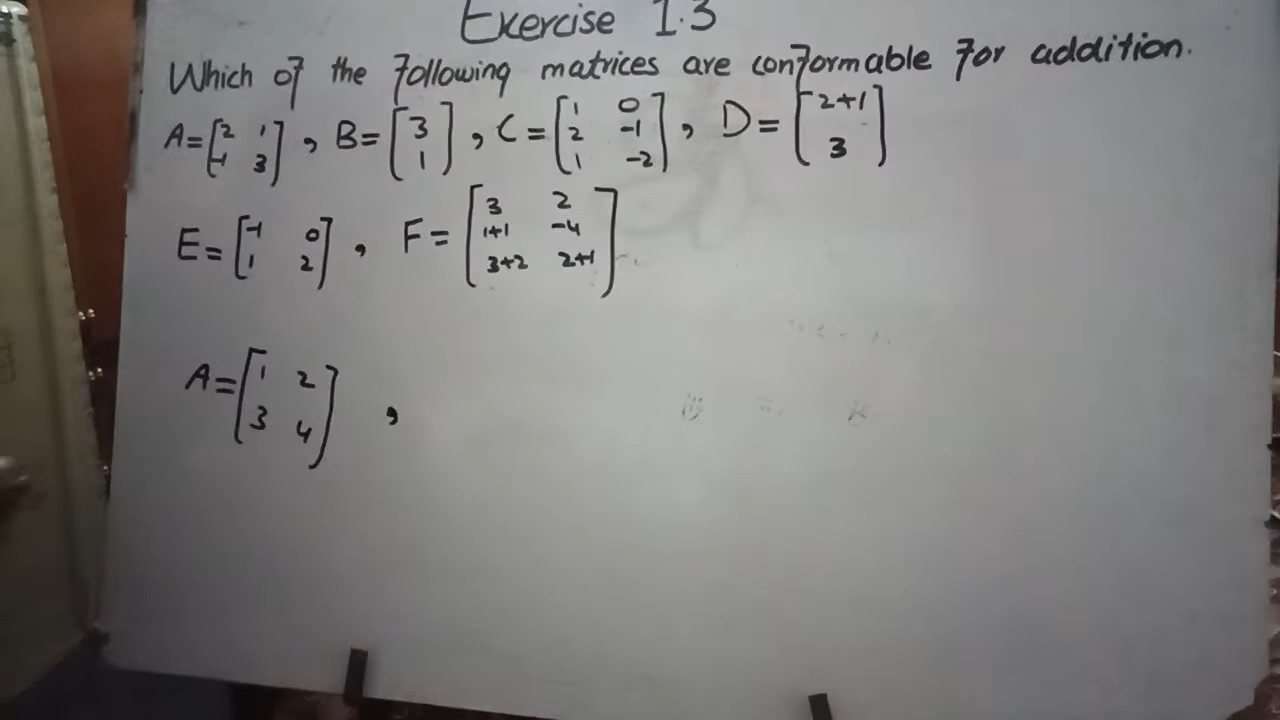 Exercise 1.3
Which of the following matrices are conformable for addition.
A=[2 1; -1 3], B=[3; 1], C=[1 0; 2 -1; 1 -2], D=[2+1; 3]
E=[-1 0; 1 2], F=[3 2; 1+1 -4; 3+2 2+1]
A=[1 2; 3 4],